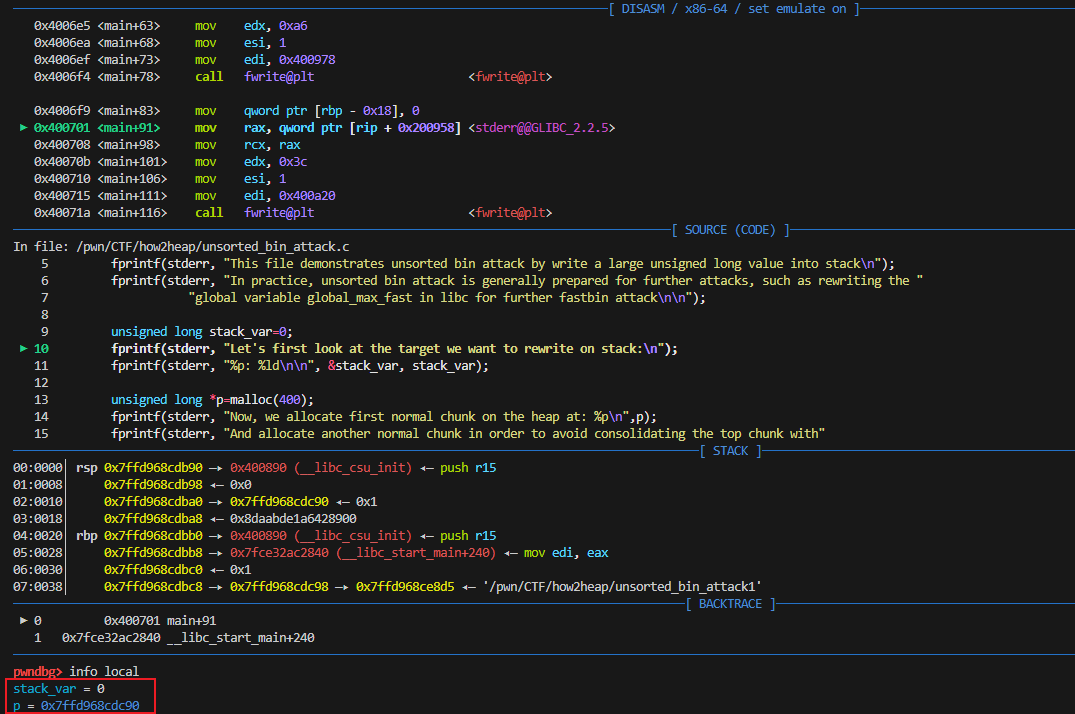 [ DISASM / x86-64 / set emulate on ]
0x4006e5 <main+63> mov edx, 0xa6
0x4006ea <main+68> mov esi, 1
0x4006ef <main+73> mov edi, 0x400978
0x4006f4 <main+78> call fwrite@plt <fwrite@plt>
0x4006f9 <main+83> mov qword ptr [rbp - 0x18], 0
► 0x400701 <main+91> mov rax, qword ptr [rip + 0x200958] <stderr@@GLIBC_2.2.5>
0x400708 <main+98> mov rcx, rax
0x40070b <main+101> mov edx, 0x3c
0x400710 <main+106> mov esi, 1
0x400715 <main+111> mov edi, 0x400a20
0x40071a <main+116> call fwrite@plt <fwrite@plt>
[ SOURCE (CODE) ]
In file: /pwn/CTF/how2heap/unsorted_bin_attack.c
5 fprintf(stderr, "This file demonstrates unsorted bin attack by write a large unsigned long value into stack\n");
6 fprintf(stderr, "In practice, unsorted bin attack is generally prepared for further attacks, such as rewriting the "
7 "global variable global_max_fast in libc for further fastbin attack\n\n");
8
9 unsigned long stack_var=0;
► 10 fprintf(stderr, "Let's first look at the target we want to rewrite on stack:\n");
11 fprintf(stderr, "%p: %ld\n\n", &stack_var, stack_var);
12
13 unsigned long *p=malloc(400);
14 fprintf(stderr, "Now, we allocate first normal chunk on the heap at: %p\n",p);
15 fprintf(stderr, "And allocate another normal chunk in order to avoid consolidating the top chunk with"
[ STACK ]
00:0000│ rsp 0x7ffd968cdb90 —▸ 0x400890 (__libc_csu_init) ◂— push r15
01:0008│ 0x7ffd968cdb98 ◂— 0x0
02:0010│ 0x7ffd968cdba0 —▸ 0x7ffd968cdc90 ◂— 0x1
03:0018│ 0x7ffd968cdba8 ◂— 0x8daabde1a6428900
04:0020│ rbp 0x7ffd968cdbb0 —▸ 0x400890 (__libc_csu_init) ◂— push r15
05:0028│ 0x7ffd968cdbb8 —▸ 0x7fce32ac2840 (__libc_start_main+240) ◂— mov edi, eax
06:0030│ 0x7ffd968cdbc0 ◂— 0x1
07:0038│ 0x7ffd968cdbc8 —▸ 0x7ffd968cdc98 —▸ 0x7ffd968ce8d5 ◂— '/pwn/CTF/how2heap/unsorted_bin_attack1'
[ BACKTRACE ]
► 0 0x400701 main+91
1 0x7fce32ac2840 __libc_start_main+240
pwndbg> info local
stack_var = 0
p = 0x7ffd968cdc90